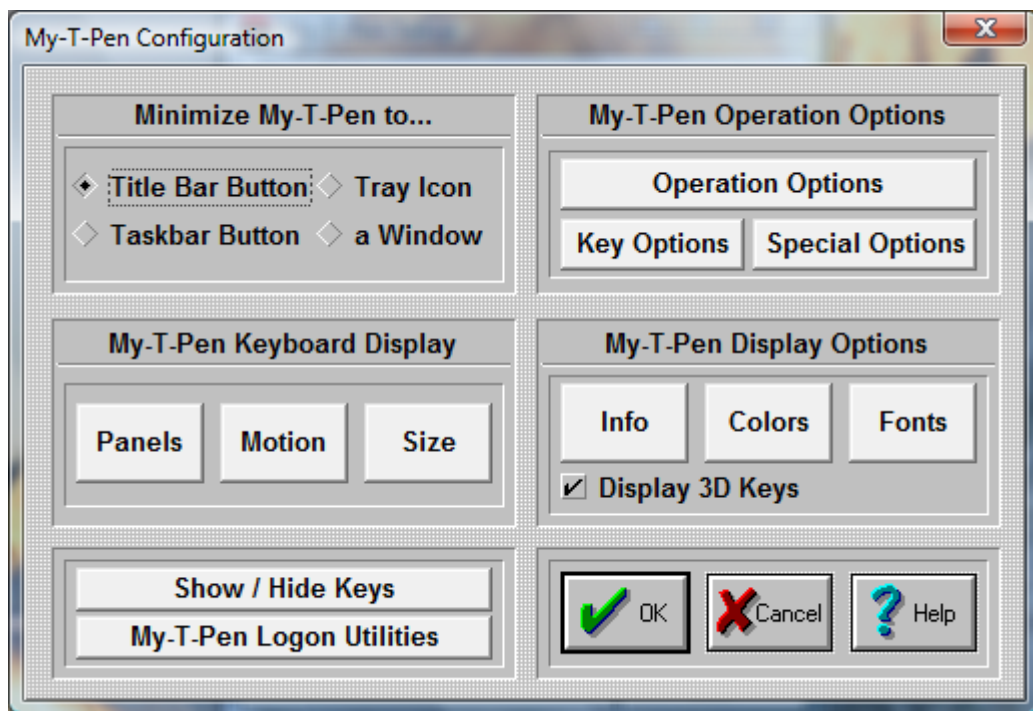 My-T-Pen Configuration
Minimize My-T-Pen to...
Title Bar Button
Tray Icon
Taskbar Button
a Window
My-T-Pen Operation Options
Operation Options
Key Options
Special Options
My-T-Pen Keyboard Display
Panels
Motion
Size
My-T-Pen Display Options
Info
Colors
Fonts
Display 3D Keys
Show / Hide Keys
My-T-Pen Logon Utilities
OK
Cancel
Help